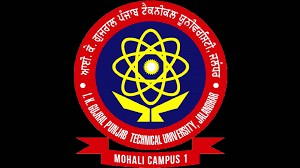 ਆਈ. ਕੇ. ਗੁਜਰਾਲ ਪੰਜਾਬ ਟੈਕਨੀਕਲ ਯੂਨੀਵਰਸਿਟੀ, ਜਲੰਧਰ
I. K. GUJRAL PUNJAB TECHNICAL UNIVERSITY, JALANDHAR
MOHALI CAMPUS 1